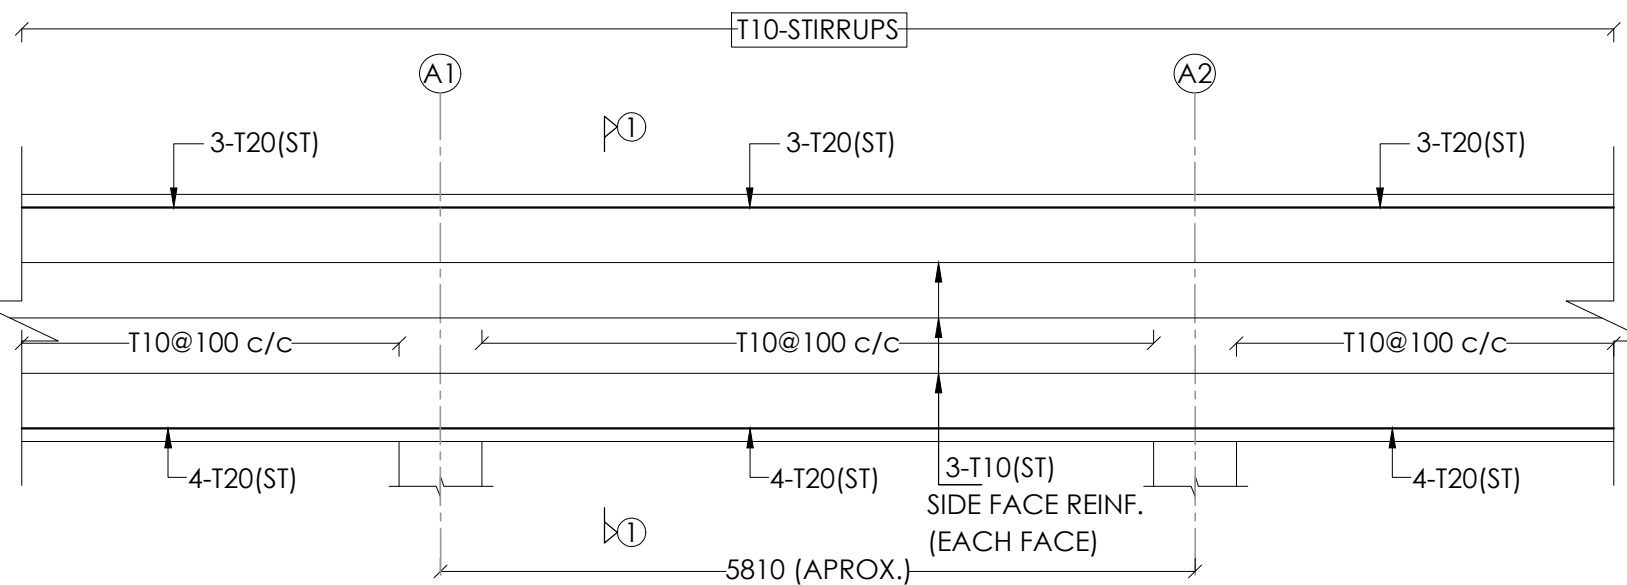 T10-STIRRUPS
A1
A2
1
3-T20(ST)
3-T20(ST)
3-T20(ST)
T10@100 c/c
T10@100 c/c
T10@100 c/c
4-T20(ST)
4-T20(ST)
3-T10(ST)
4-T20(ST)
SIDE FACE REINF.
(EACH FACE)
1
5810 (APROX.)